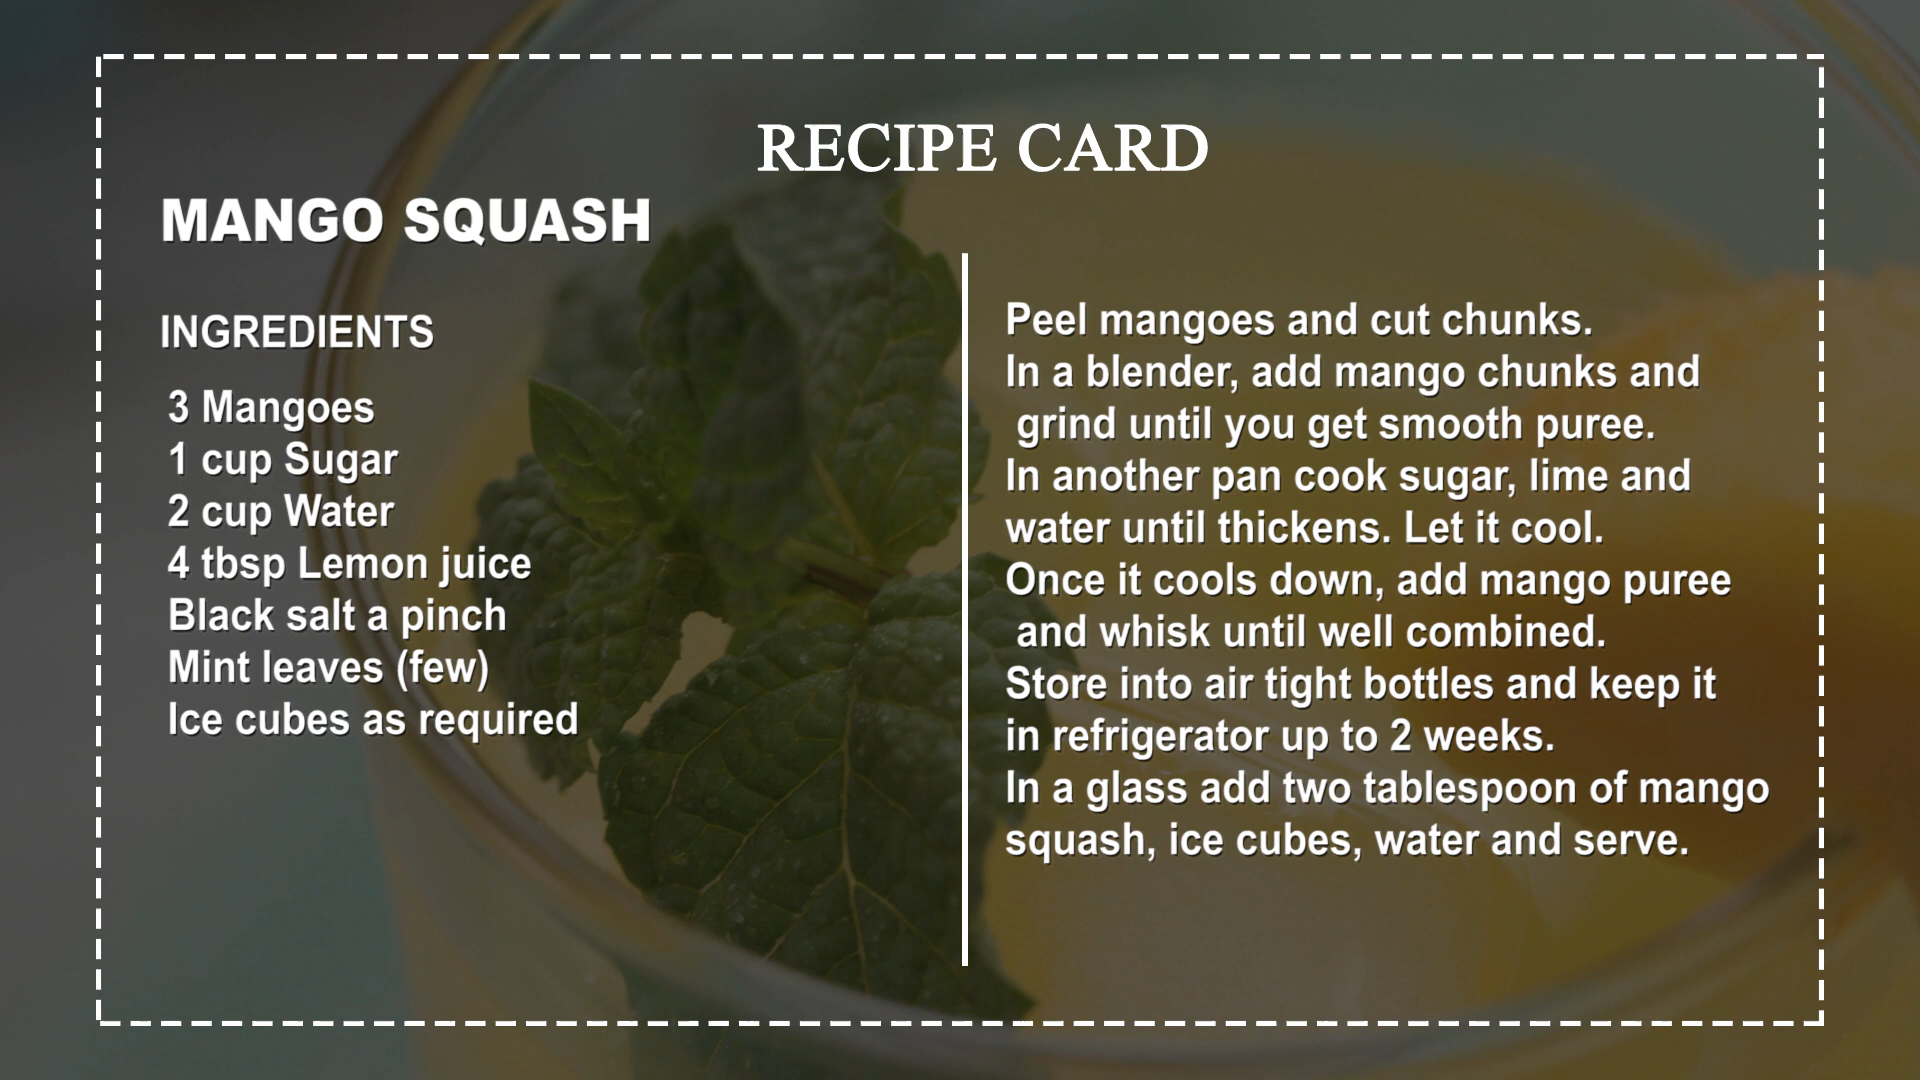 RECIPE CARD
MANGO SQUASH
INGREDIENTS
3 Mangoes
1 cup Sugar
2 cup Water
4 tbsp Lemon juice
Black salt a pinch
Mint leaves (few)
Ice cubes as required
Peel mangoes and cut chunks.
In a blender, add mango chunks and
grind until you get smooth puree.
In another pan cook sugar, lime and
water until thickens. Let it cool.
Once it cools down, add mango puree
and whisk until well combined.
Store into air tight bottles and keep it
in refrigerator up to 2 weeks.
In a glass add two tablespoon of mango
squash, ice cubes, water and serve.